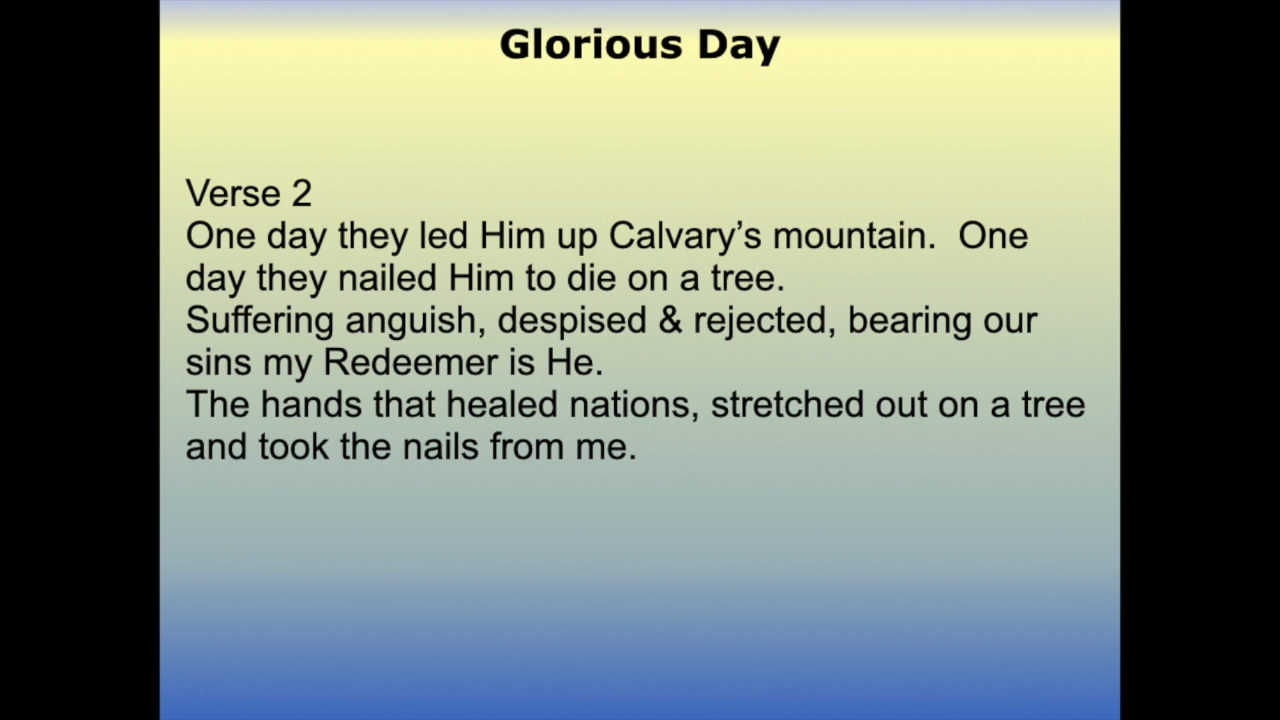 Glorious Day
Verse 2
One day they led Him up Calvary’s mountain.  One
day they nailed Him to die on a tree.
Suffering anguish, despised & rejected, bearing our
sins my Redeemer is He.
The hands that healed nations, stretched out on a tree
and took the nails from me.